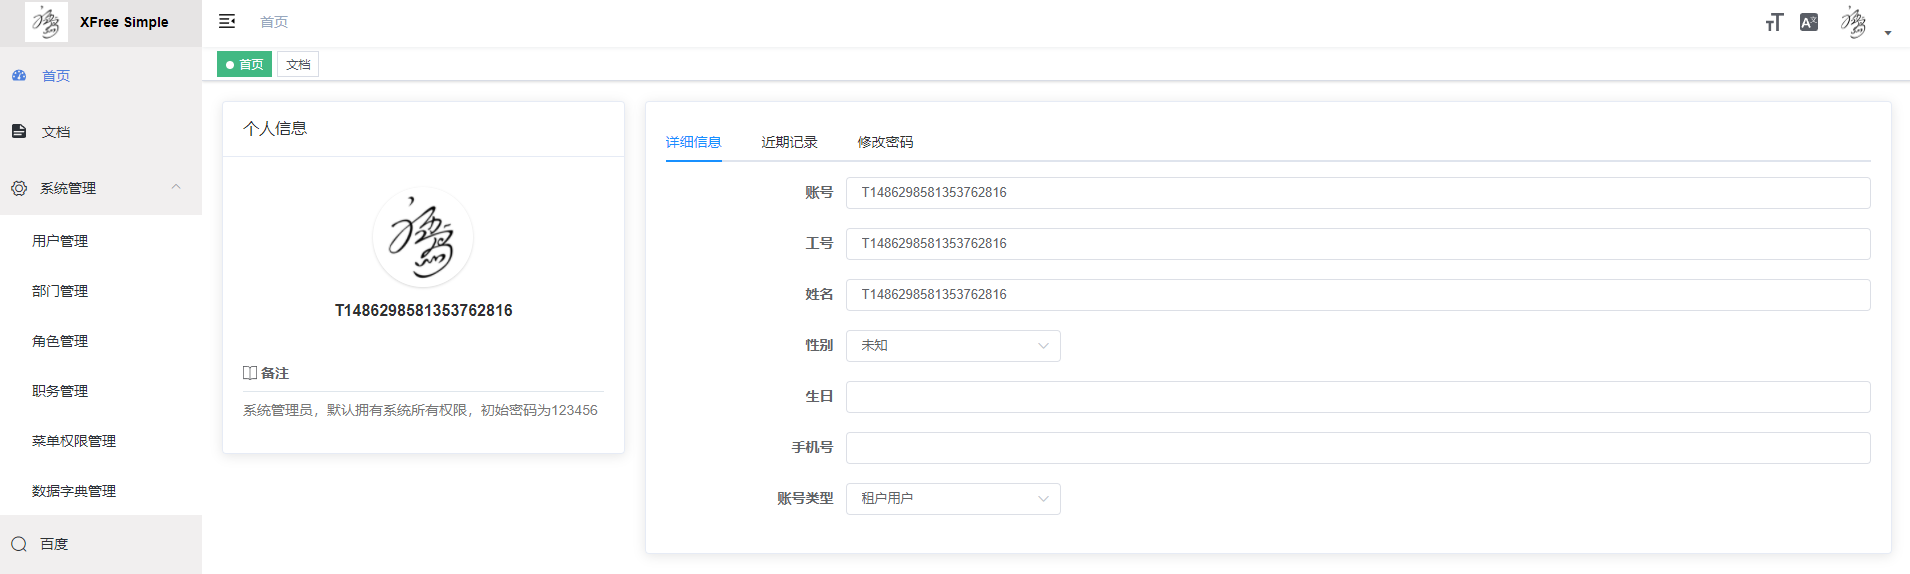 XFree Simple
首页
首页
文档
系统管理
用户管理
部门管理
角色管理
职务管理
菜单权限管理
数据字典管理
百度
首页
文档
个人信息
T1486298581353762816
备注
系统管理员，默认拥有系统所有权限，初始密码为123456
详细信息 近期记录 修改密码
账号 T1486298581353762816
工号 T1486298581353762816
姓名 T1486298581353762816
性别 未知
生日
手机号
账号类型 租户用户